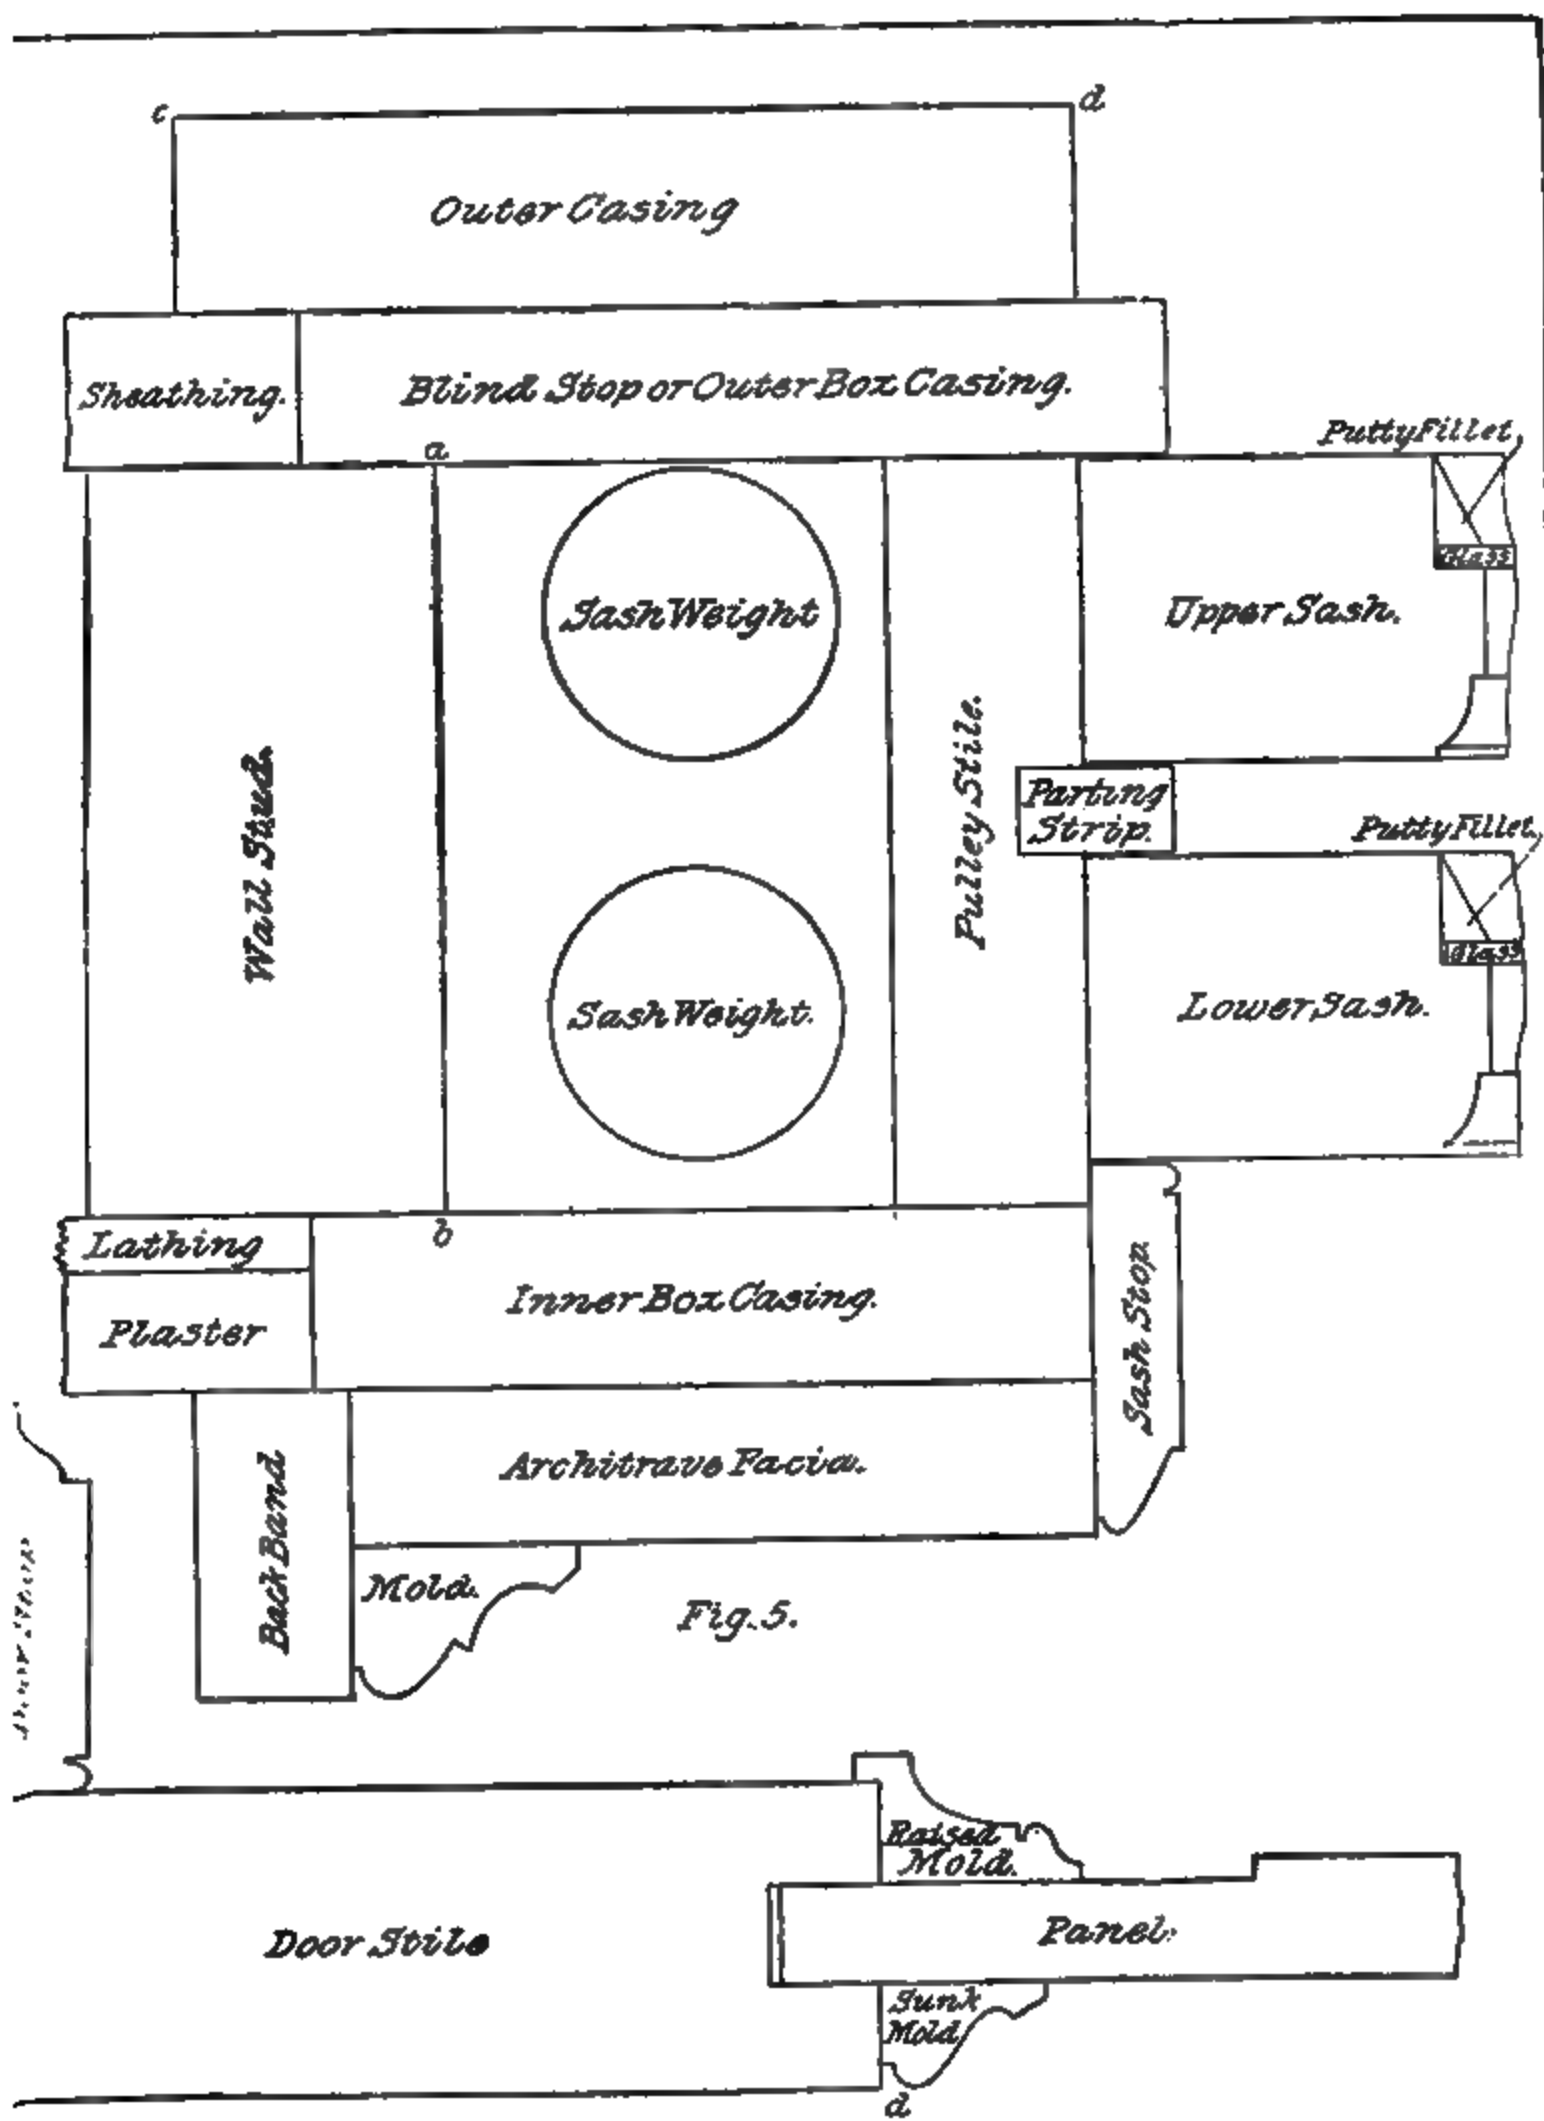 c
d
Outer Casing
Sheathing.
Blind Stop or Outer Box Casing.
a
Putty Fillet,
Glass
Sash Weight
Upper Sash.
Wall Stud.
Pulley Stile.
Parting
Strip.
Putty Fillet,
Glass
Sash Weight.
Lower Sash.
b
Lathing
Plaster
Inner Box Casing.
Sash Stop.
Architrave Facia.
Back Band
Mold.
Fig. 5.
Door Stop
Raised
Mold.
Door Stile
Panel.
Sunk
Mold
d